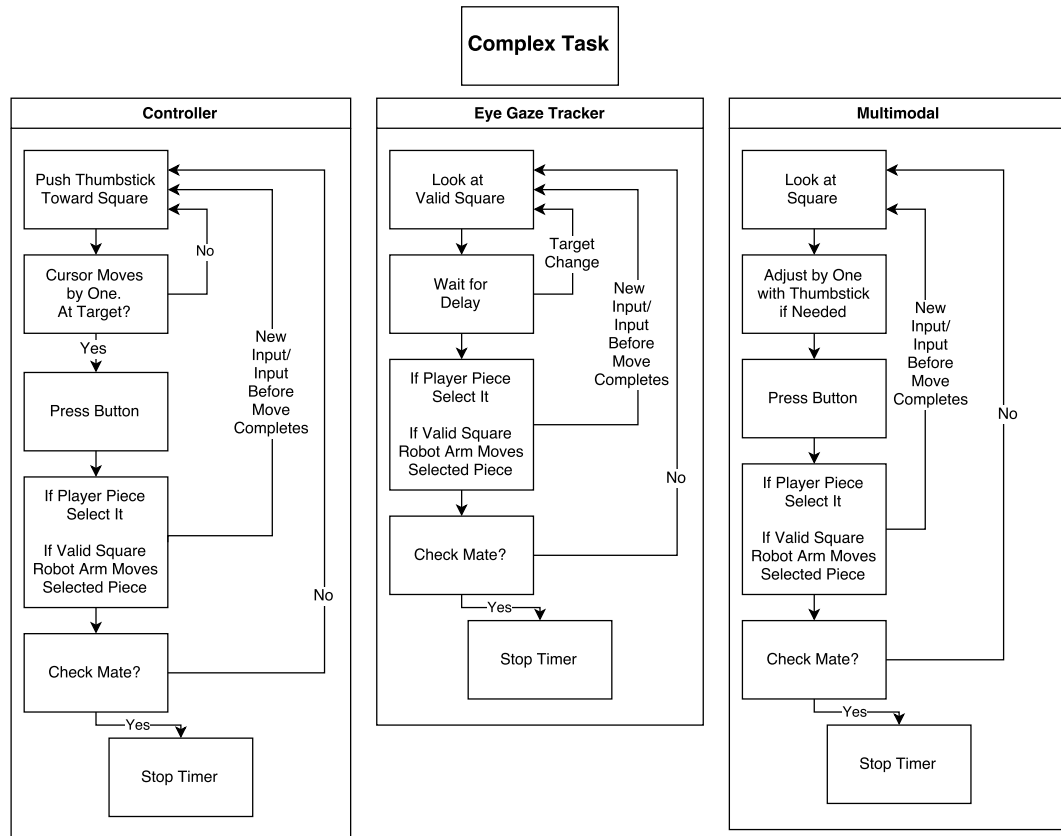 Complex Task
Controller
Push Thumbstick
Toward Square
No
Cursor Moves
by One.
At Target?
Yes
New
Input/
Input
Before
Move
Completes
Press Button
If Player Piece
Select It
If Valid Square
Robot Arm Moves
Selected Piece
No
Check Mate?
Yes
Stop Timer
Eye Gaze Tracker
Look at
Valid Square
Target
Change
Wait for
Delay
New
Input/
Input
Before
Move
Completes
If Player Piece
Select It
If Valid Square
Robot Arm Moves
Selected Piece
No
Check Mate?
Yes
Stop Timer
Multimodal
Look at
Square
Adjust by One
with Thumbstick
if Needed
New
Input/
Input
Before
Move
Completes
Press Button
No
If Player Piece
Select It
If Valid Square
Robot Arm Moves
Selected Piece
Check Mate?
Yes
Stop Timer